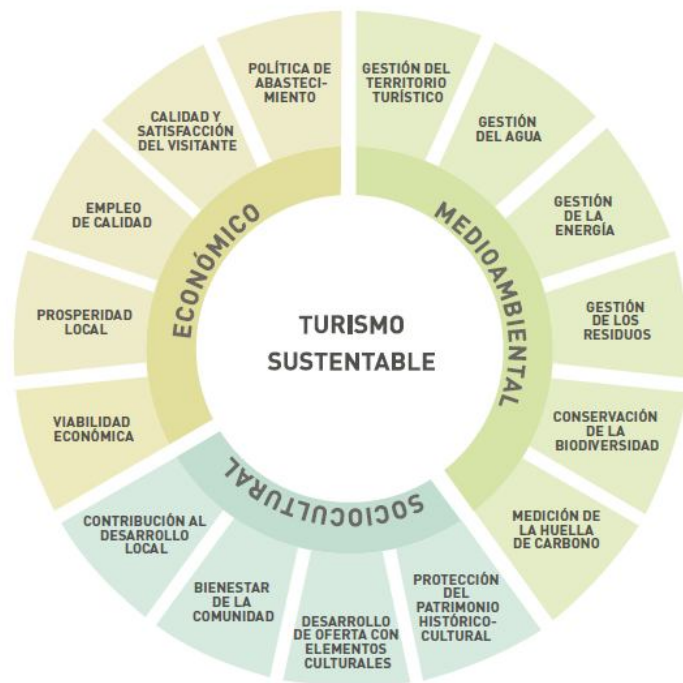 TURISMO
SUSTENTABLE
ECONÓMICO
POLÍTICA DE
ABASTECI-
MIENTO
CALIDAD Y
SATISFACCIÓN
DEL VISITANTE
EMPLEO
DE CALIDAD
PROSPERIDAD
LOCAL
VIABILIDAD
ECONÓMICA
MEDIOAMBIENTAL
GESTIÓN DEL
TERRITORIO
TURÍSTICO
GESTIÓN
DEL AGUA
GESTIÓN
DE LA
ENERGÍA
GESTIÓN
DE LOS
RESIDUOS
CONSERVACIÓN
DE LA
BIODIVERSIDAD
MEDICIÓN DE
LA HUELLA
DE CARBONO
SOCIOCULTURAL
CONTRIBUCIÓN AL
DESARROLLO
LOCAL
BIENESTAR
DE LA
COMUNIDAD
DESARROLLO
DE OFERTA CON
ELEMENTOS
CULTURALES
PROTECCIÓN
DEL
PATRIMONIO
HISTÓRICO-
CULTURAL